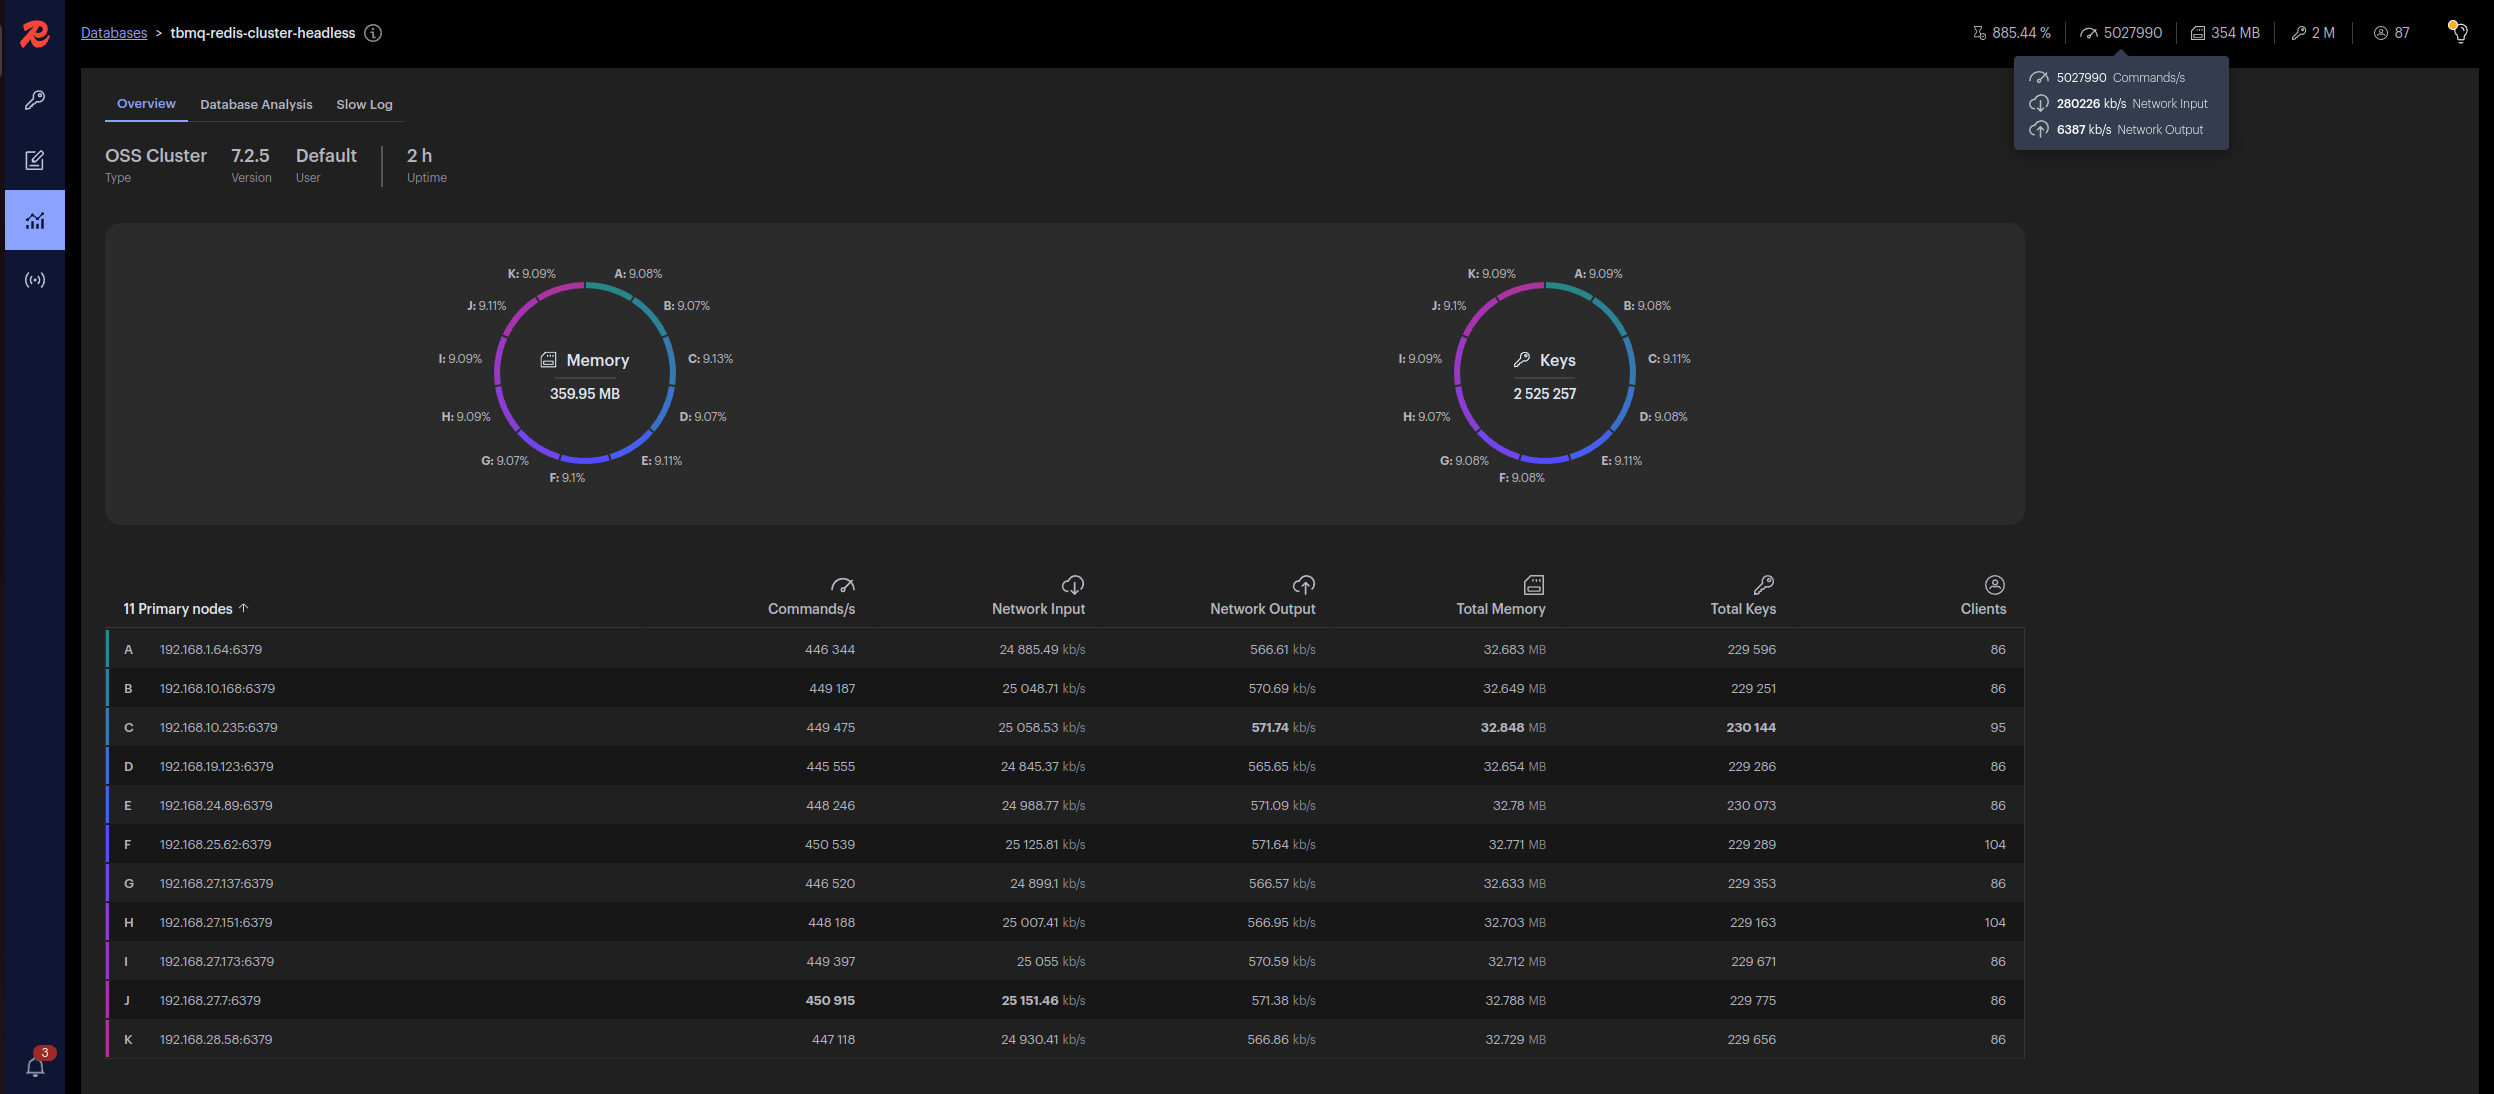 Databases > tbmq-redis-cluster-headless
885.44 % 5027990 354 MB 2 M 87
5027990 Commands/s
280226 kb/s Network Input
6387 kb/s Network Output
Overview Database Analysis Slow Log
OSS Cluster 7.2.5 Default 2 h
Type Version User Uptime
K: 9.09% A: 9.08%
J: 9.11% B: 9.07%
I: 9.09% C: 9.13%
Memory
359.95 MB
H: 9.09% D: 9.07%
G: 9.07% E: 9.11%
F: 9.1%
K: 9.09% A: 9.09%
J: 9.1% B: 9.08%
I: 9.09% C: 9.11%
Keys
2 525 257
H: 9.07% D: 9.08%
G: 9.08% E: 9.11%
F: 9.08%
11 Primary nodes ↑ Commands/s Network Input Network Output Total Memory Total Keys Clients
A 192.168.1.64:6379 446 344 24 885.49 kb/s 566.61 kb/s 32.683 MB 229 596 86
B 192.168.10.168:6379 449 187 25 048.71 kb/s 570.69 kb/s 32.649 MB 229 251 86
C 192.168.10.235:6379 449 475 25 058.53 kb/s 571.74 kb/s 32.848 MB 230 144 95
D 192.168.19.123:6379 445 555 24 845.37 kb/s 565.65 kb/s 32.654 MB 229 286 86
E 192.168.24.89:6379 448 246 24 988.77 kb/s 571.09 kb/s 32.78 MB 230 073 86
F 192.168.25.62:6379 450 539 25 125.81 kb/s 571.64 kb/s 32.771 MB 229 289 104
G 192.168.27.137:6379 446 520 24 899.1 kb/s 566.57 kb/s 32.633 MB 229 353 86
H 192.168.27.151:6379 448 188 25 007.41 kb/s 566.95 kb/s 32.703 MB 229 163 104
I 192.168.27.173:6379 449 397 25 055 kb/s 570.59 kb/s 32.712 MB 229 671 86
J 192.168.27.7:6379 450 915 25 151.46 kb/s 571.38 kb/s 32.788 MB 229 775 86
K 192.168.28.58:6379 447 118 24 930.41 kb/s 566.86 kb/s 32.729 MB 229 656 86
3